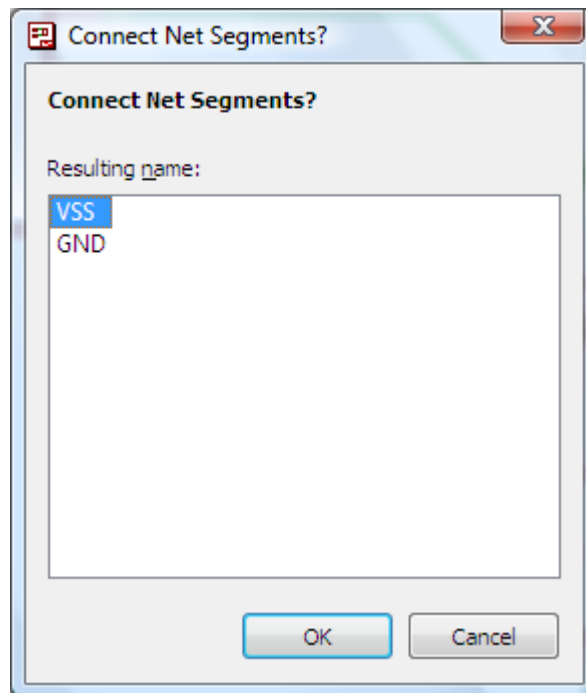 Connect Net Segments?
Connect Net Segments?
Resulting name:
VSS
GND
OK Cancel